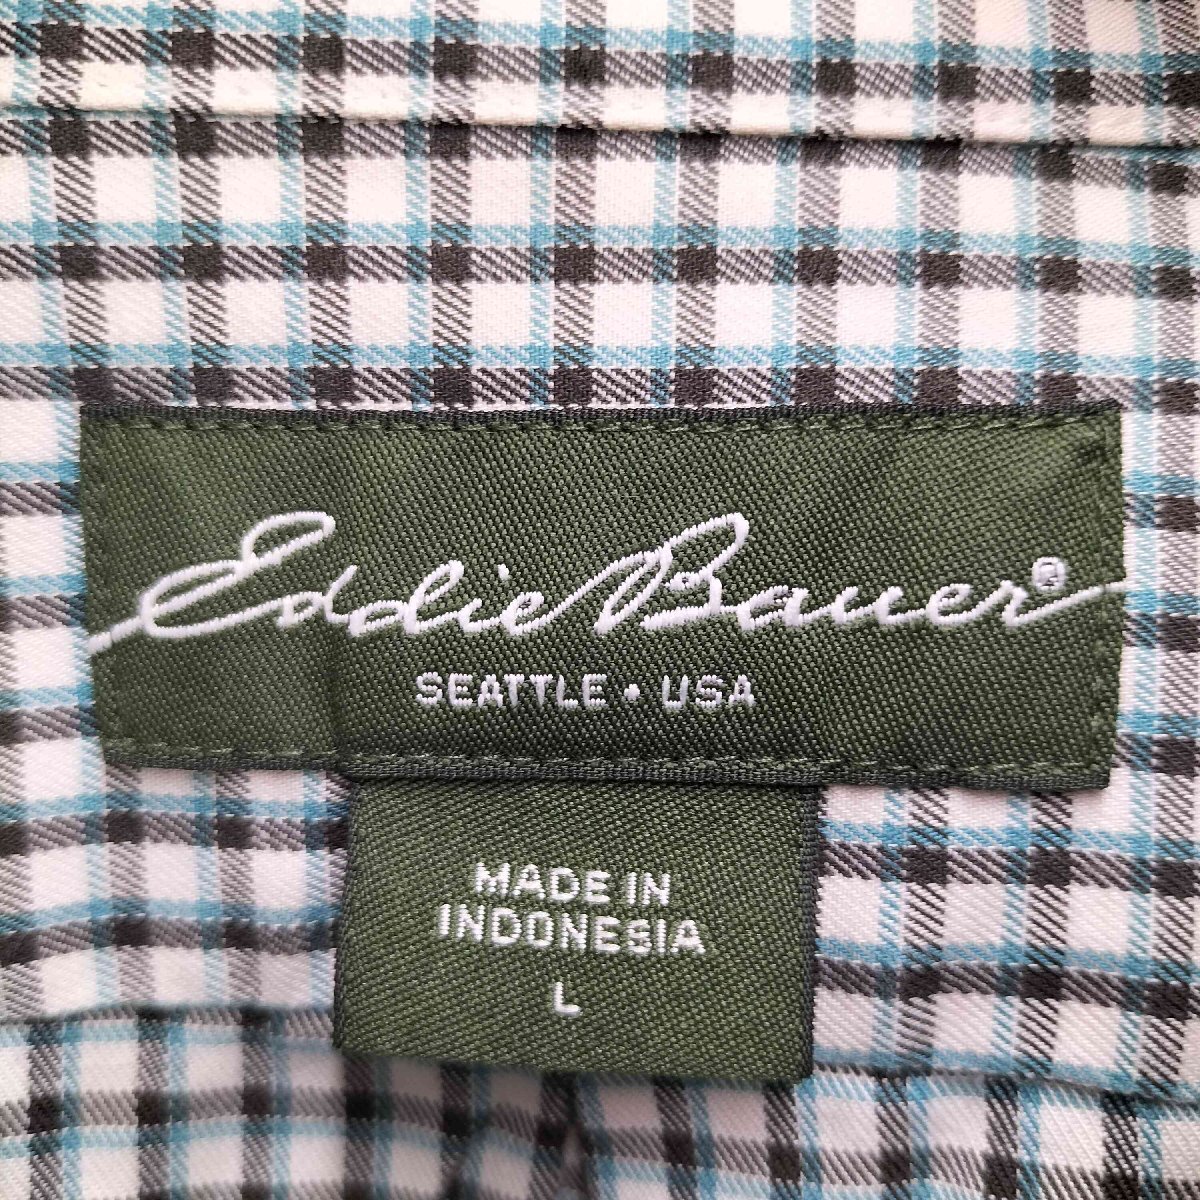 Eddie Bauer®
SEATTLE • USA
MADE IN
INDONESIA
L